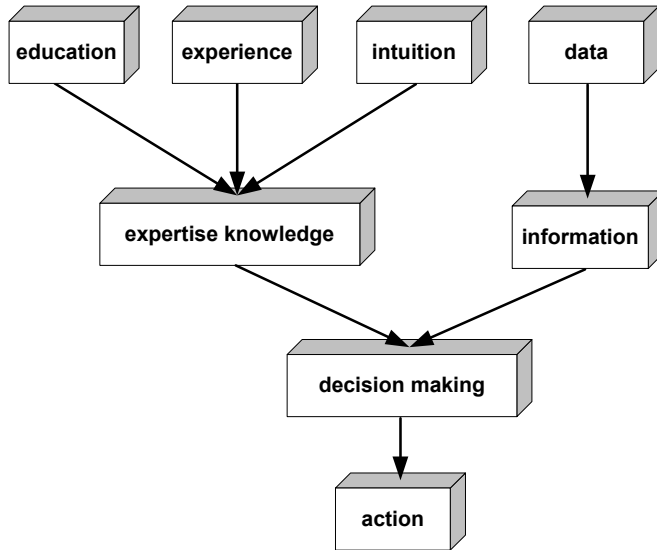 education
experience
intuition
data
expertise knowledge
information
decision making
action